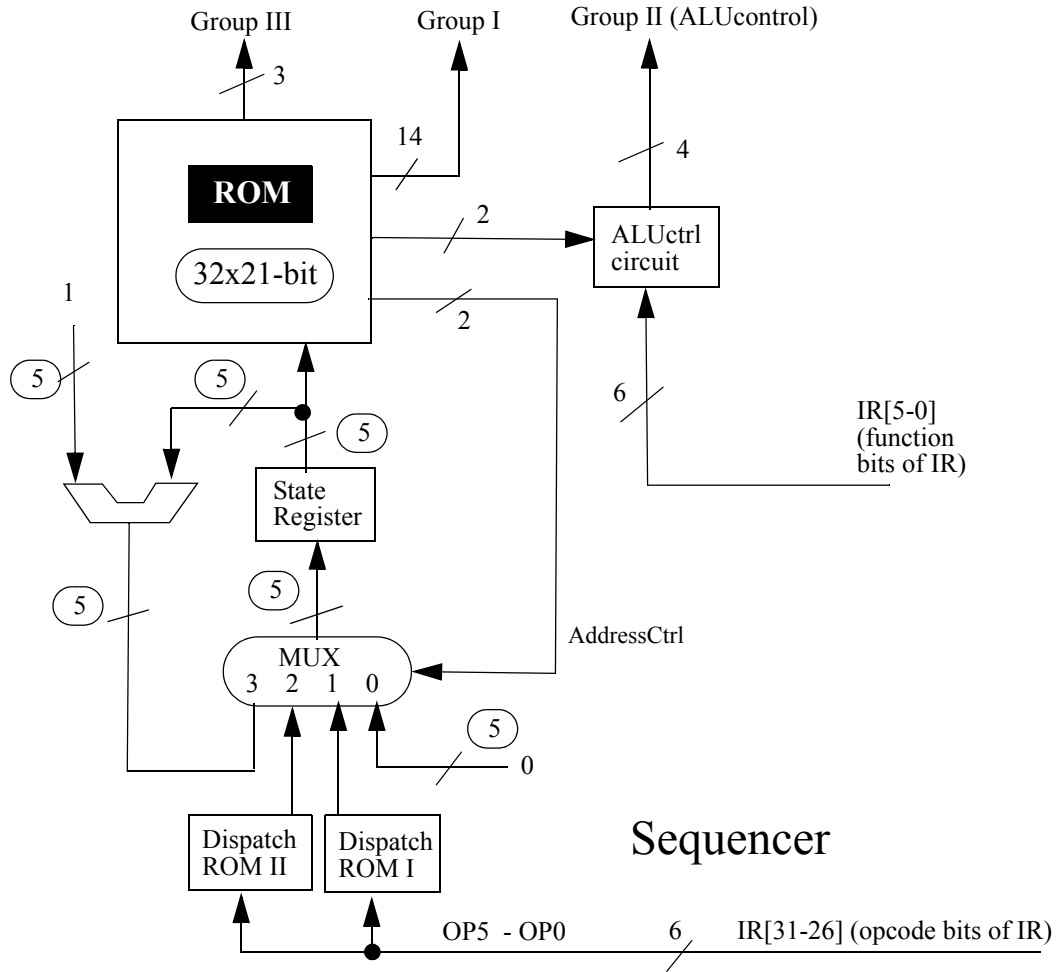 Group III
Group I
Group II (ALUcontrol)
3
14
4
ROM
2
ALUctrl
circuit
32x21-bit
1
2
5
5
6
IR[5-0]
(function
bits of IR)
5
State
Register
5
5
AddressCtrl
MUX
3 2 1 0
5
0
Dispatch
ROM II
Dispatch
ROM I
Sequencer
OP5 - OP0
6
IR[31-26] (opcode bits of IR)